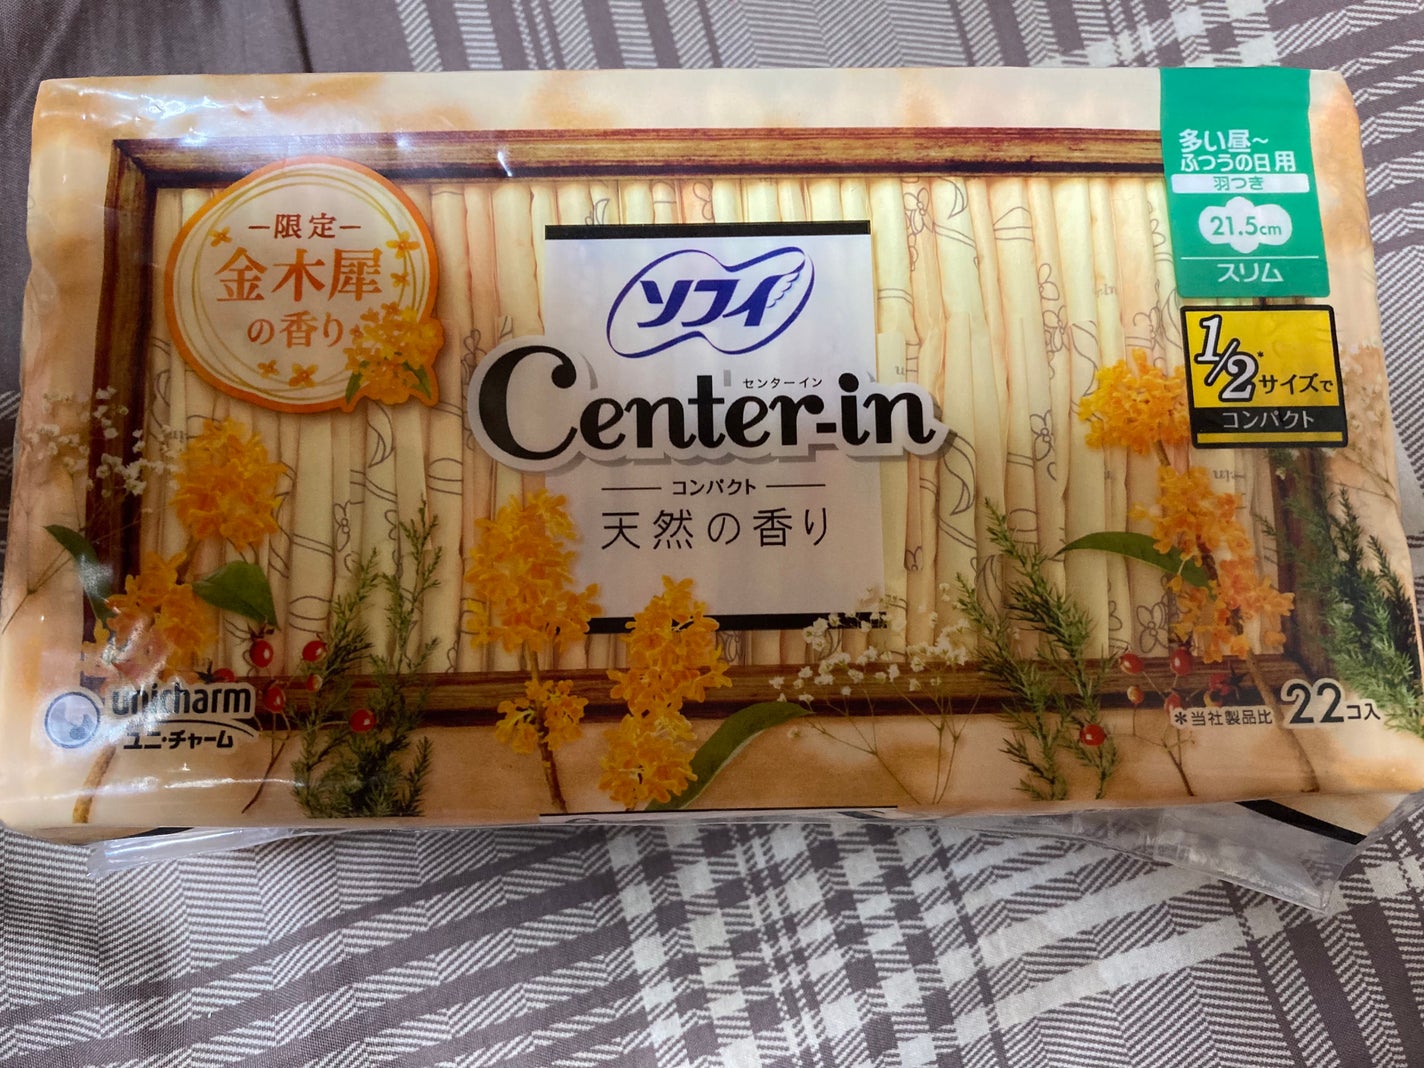 ー限定ー
金木犀
の香り
ソフィ
センターイン
Center-in
コンパクト
天然の香り
多い昼〜
ふつうの日用
羽つき
21.5cm
スリム
1/2*サイズで
コンパクト
unicharm
ユニ・チャーム
*当社製品比
22コ入